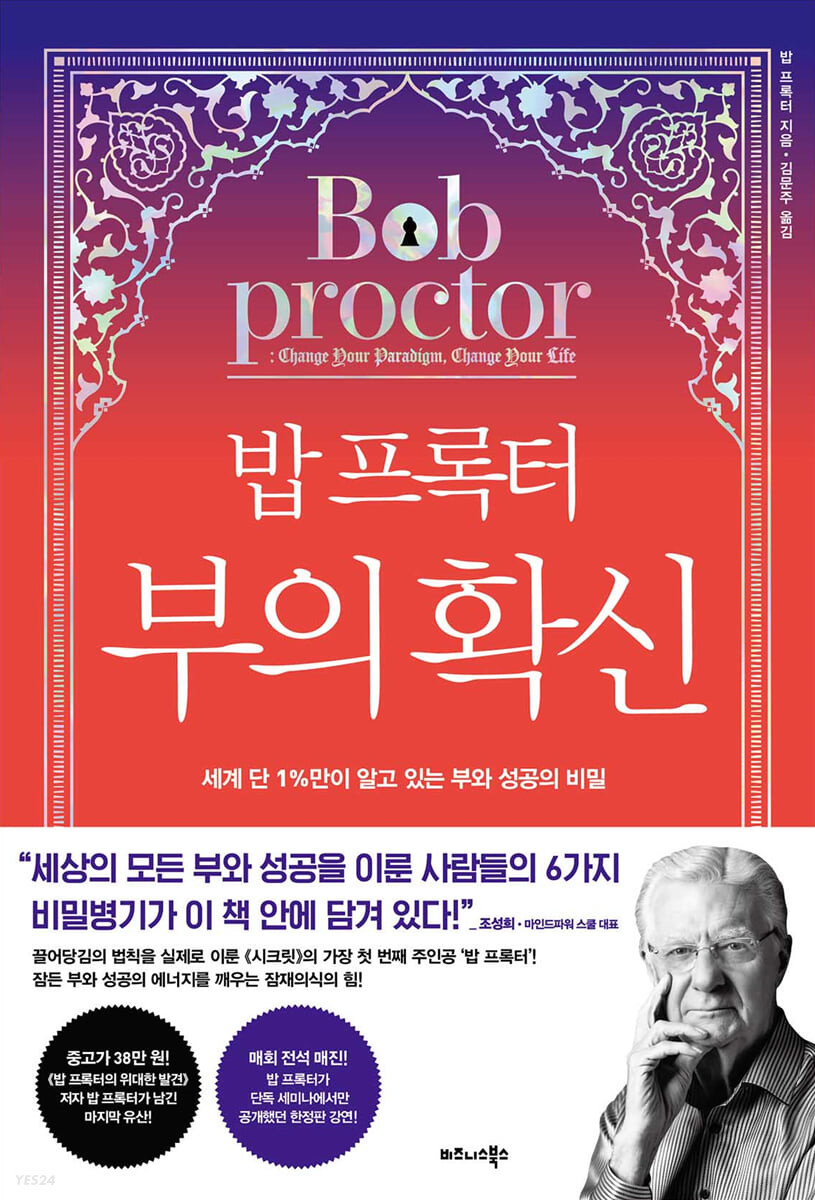 밥 프록터 지음 • 김문주 옮김
Bob
proctor
: Change Your Paradigm, Change Your Life
밥 프록터
부의 확신
세계 단 1%만이 알고 있는 부와 성공의 비밀
“세상의 모든 부와 성공을 이룬 사람들의 6가지
비밀병기가 이 책 안에 담겨 있다!”_ 조성희 • 마인드파워 스쿨 대표
끌어당김의 법칙을 실제로 이룬 《시크릿》의 가장 첫 번째 주인공 ‘밥 프록터’!
잠든 부와 성공의 에너지를 깨우는 잠재의식의 힘!
중고가 38만 원!
《밥 프록터의 위대한 발견》
저자 밥 프록터가 남긴
마지막 유산!
매회 전석 매진!
밥 프록터가
단독 세미나에서만
공개했던 한정판 강연!
비즈니스북스
YES24